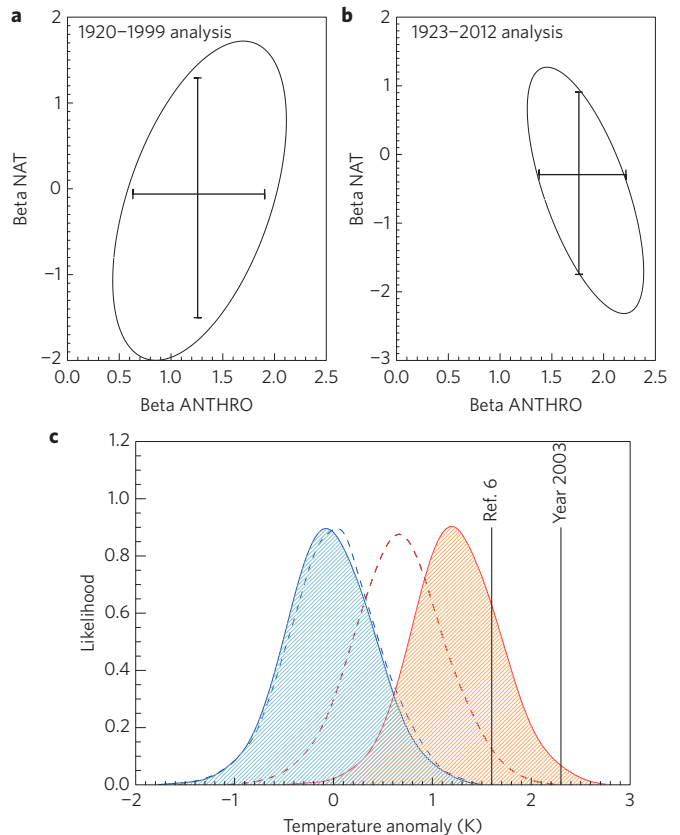 a
1920–1999 analysis
2
1
0
−1
−2
Beta NAT
0.0 0.5 1.0 1.5 2.0 2.5
Beta ANTHRO
b
1923–2012 analysis
2
1
0
−1
−2
−3
Beta NAT
0.0 0.5 1.0 1.5 2.0 2.5
Beta ANTHRO
c
1.2
1.0
0.8
0.6
0.4
0.2
0.0
Likelihood
Ref. 6
Year 2003
−2 −1 0 1 2 3
Temperature anomaly (K)